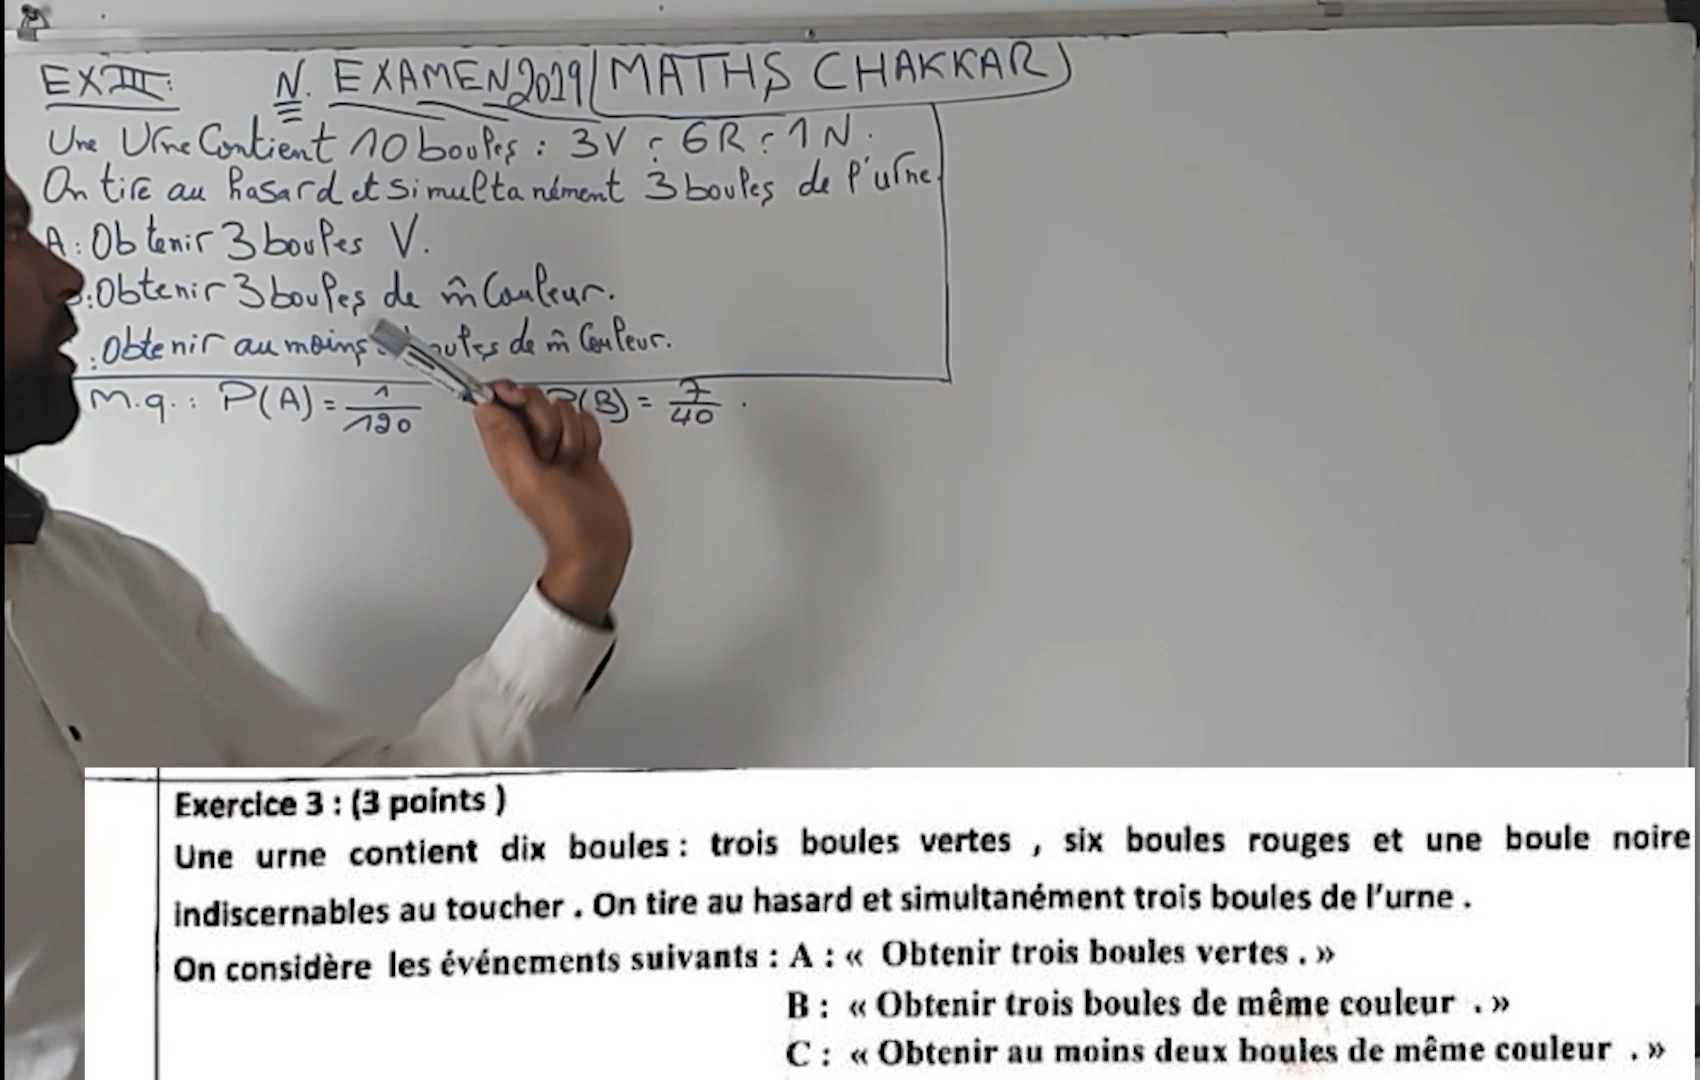 EXIII: N. EXAMEN 2019 (MATHS CHAKKAR)
Une Urne Contient 10 boules : 3V ; 6R ; 1N.
On tire au hasard et simultanément 3 boules de l'urne.
A: Obtenir 3 boules V.
B: Obtenir 3 boules de m̂ Couleur.
: Obtenir au moins boules de m̂ Couleur.
M.q. : P(A) = 1/120 P(B) = 7/40 .
Exercice 3 : (3 points )
Une urne contient dix boules : trois boules vertes , six boules rouges et une boule noire
indiscernables au toucher . On tire au hasard et simultanément trois boules de l'urne .
On considère les événements suivants : A : « Obtenir trois boules vertes . »
B : « Obtenir trois boules de même couleur . »
C : « Obtenir au moins deux boules de même couleur . »